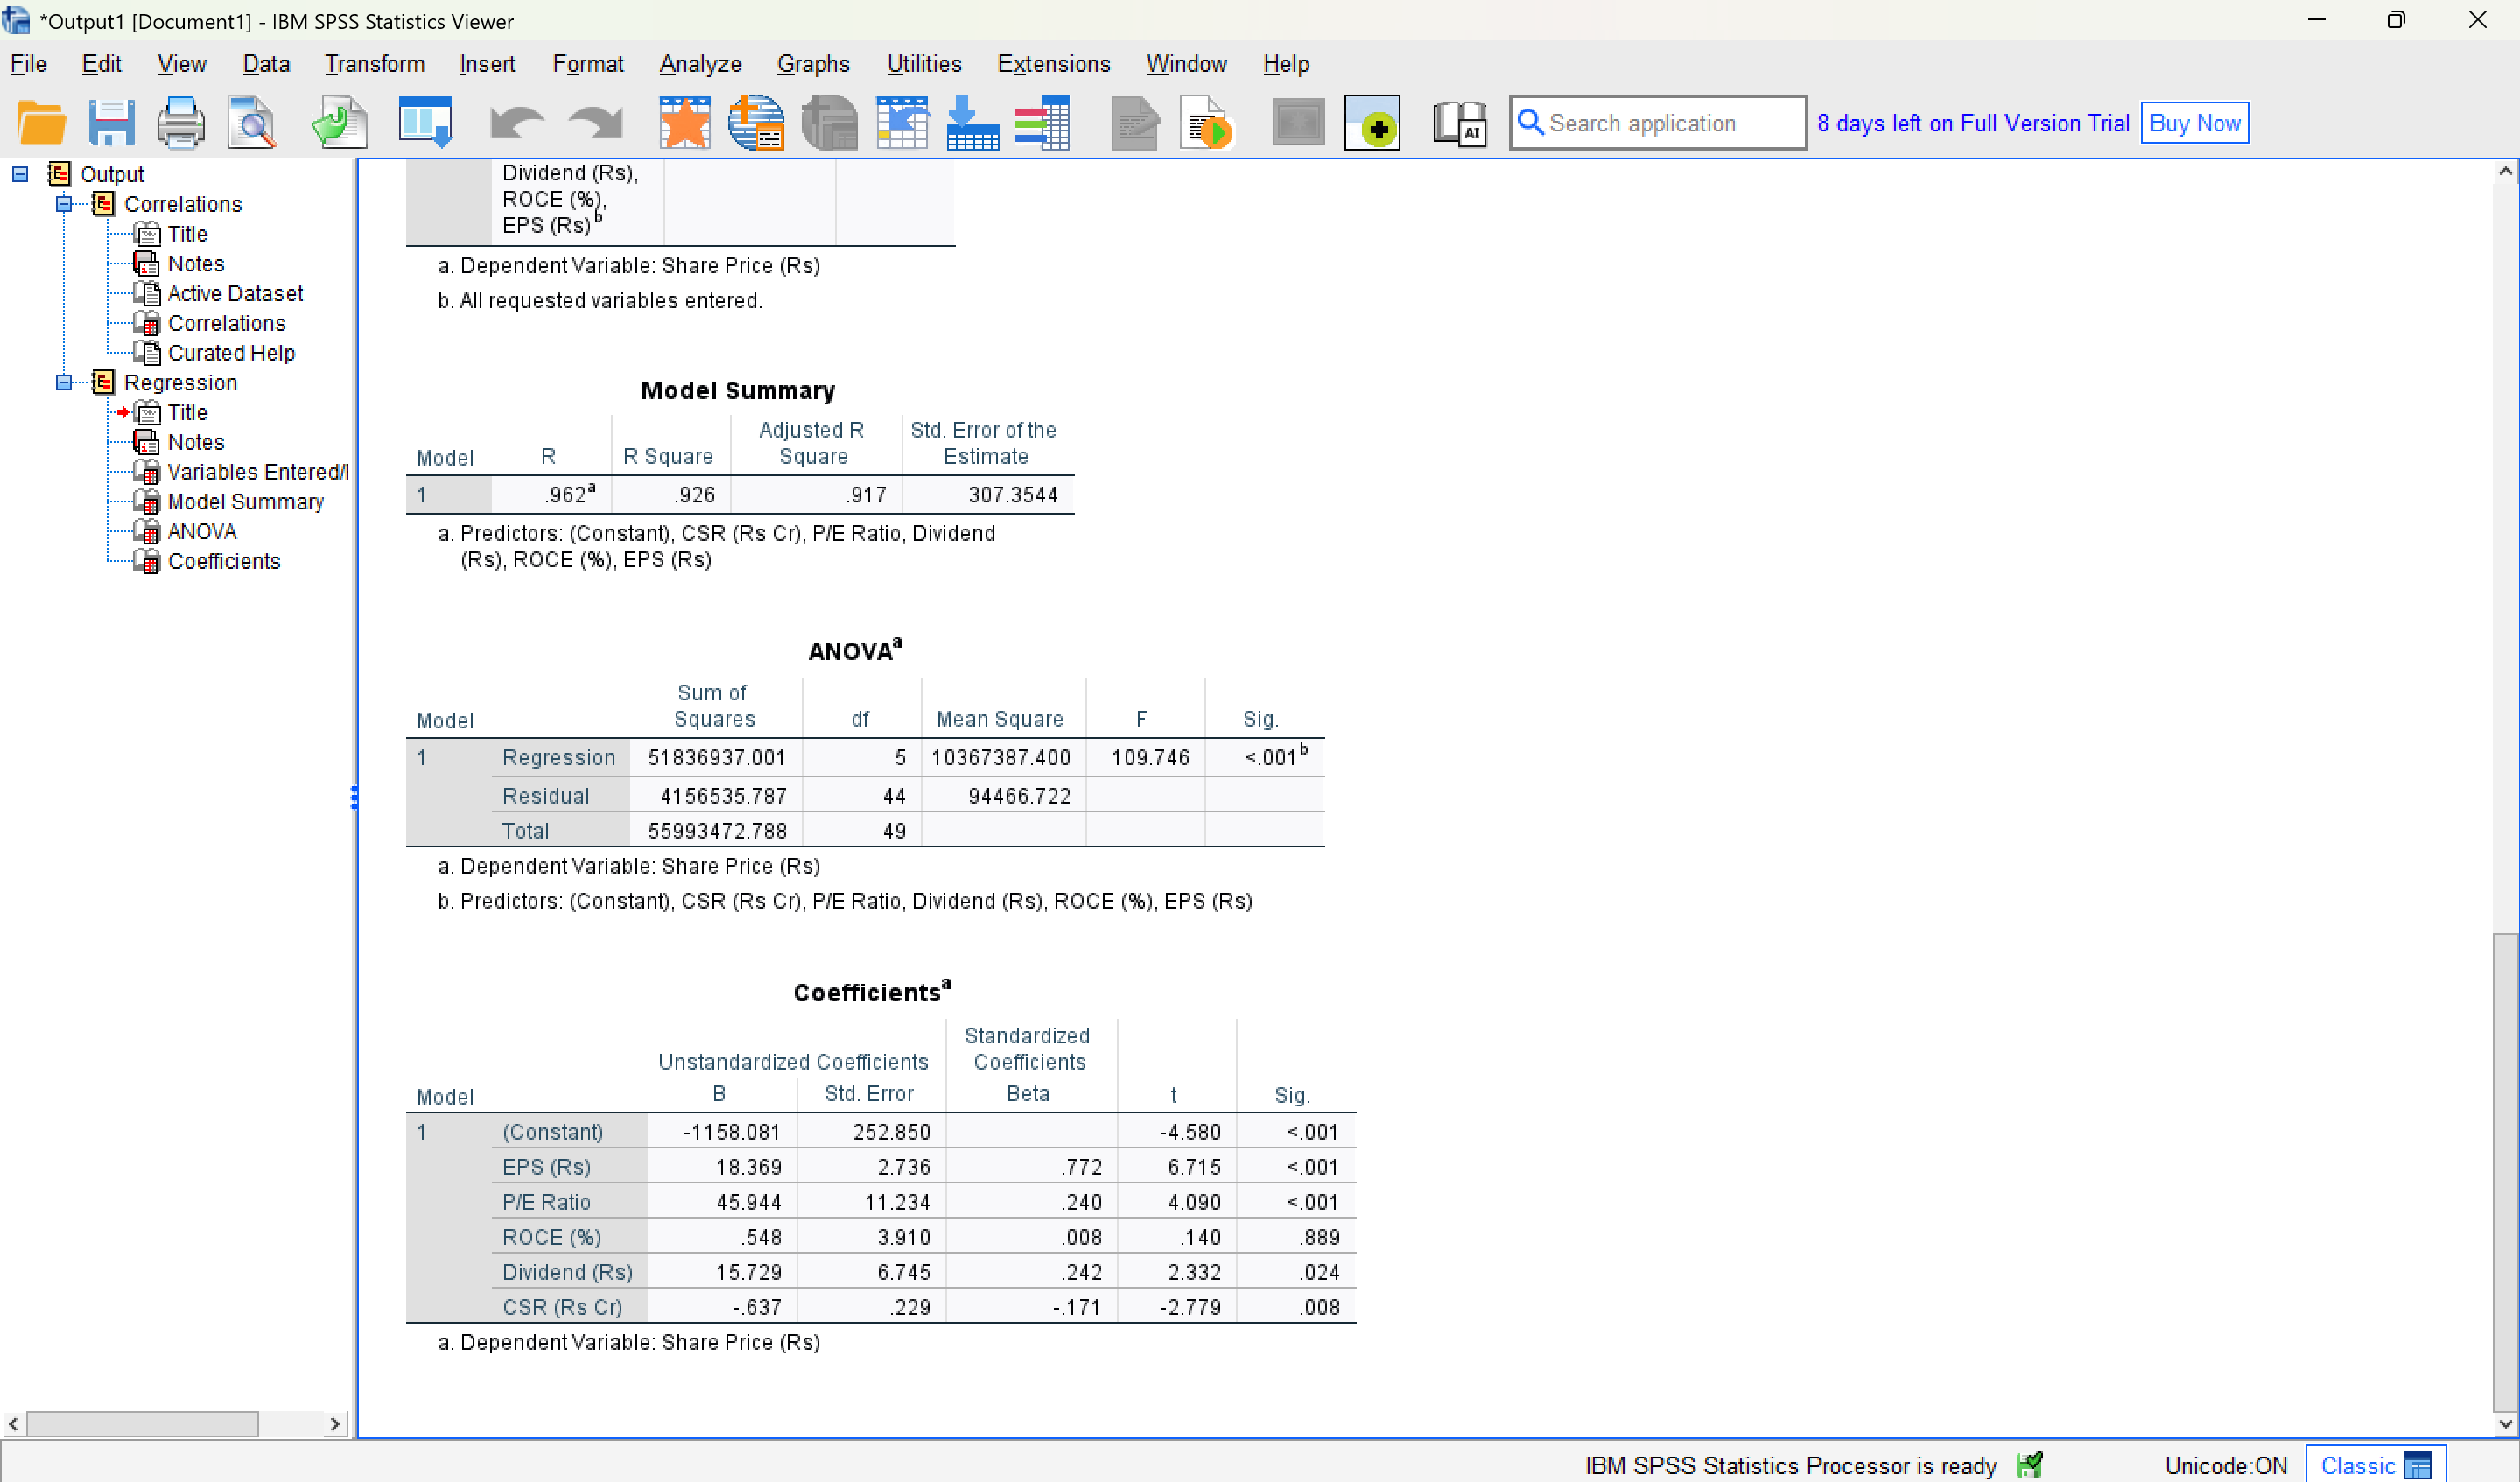 *Output1 [Document1] - IBM SPSS Statistics Viewer
File Edit View Data Transform Insert Format Analyze Graphs Utilities Extensions Window Help
AI
Search application
8 days left on Full Version Trial
Buy Now
Output
Correlations
Title
Notes
Active Dataset
Correlations
Curated Help
Regression
Title
Notes
Variables Entered/
Model Summary
ANOVA
Coefficients
Dividend (Rs),
ROCE (%),
EPS (Rs)b
a. Dependent Variable: Share Price (Rs)
b. All requested variables entered.
Model Summary
Model R R Square Adjusted R Square Std. Error of the Estimate
1 .962a .926 .917 307.3544
a. Predictors: (Constant), CSR (Rs Cr), P/E Ratio, Dividend
(Rs), ROCE (%), EPS (Rs)
ANOVAa
Model Sum of Squares df Mean Square F Sig.
1 Regression 51836937.001 5 10367387.400 109.746 <.001b
Residual 4156535.787 44 94466.722
Total 55993472.788 49
a. Dependent Variable: Share Price (Rs)
b. Predictors: (Constant), CSR (Rs Cr), P/E Ratio, Dividend (Rs), ROCE (%), EPS (Rs)
Coefficientsa
Unstandardized Coefficients Standardized Coefficients
Model B Std. Error Beta t Sig.
1 (Constant) -1158.081 252.850 -4.580 <.001
EPS (Rs) 18.369 2.736 .772 6.715 <.001
P/E Ratio 45.944 11.234 .240 4.090 <.001
ROCE (%) .548 3.910 .008 .140 .889
Dividend (Rs) 15.729 6.745 .242 2.332 .024
CSR (Rs Cr) -.637 .229 -.171 -2.779 .008
a. Dependent Variable: Share Price (Rs)
IBM SPSS Statistics Processor is ready
Unicode:ON
Classic